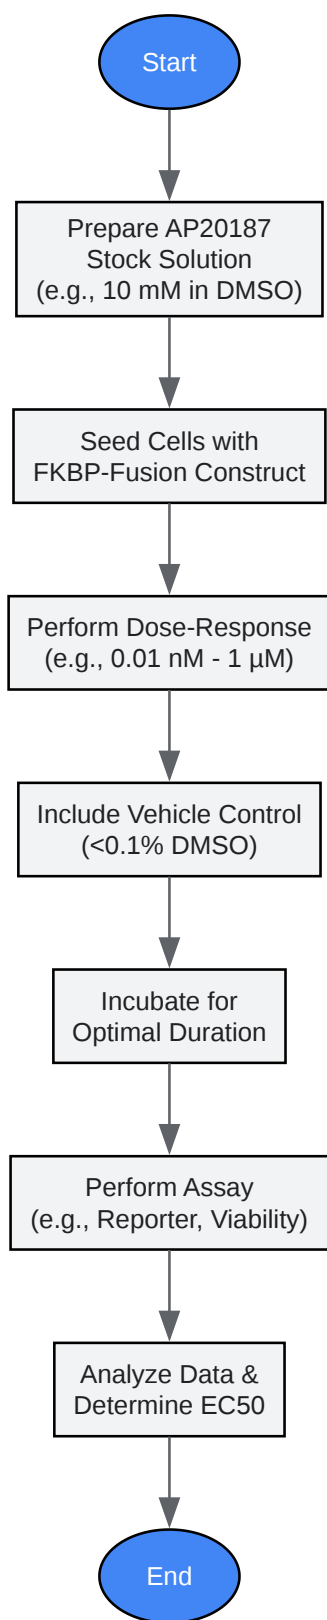 Start
Prepare AP20187
Stock Solution
(e.g., 10 mM in DMSO)
Seed Cells with
FKBP-Fusion Construct
Perform Dose-Response
(e.g., 0.01 nM - 1 µM)
Include Vehicle Control
(<0.1% DMSO)
Incubate for
Optimal Duration
Perform Assay
(e.g., Reporter, Viability)
Analyze Data &
Determine EC50
End